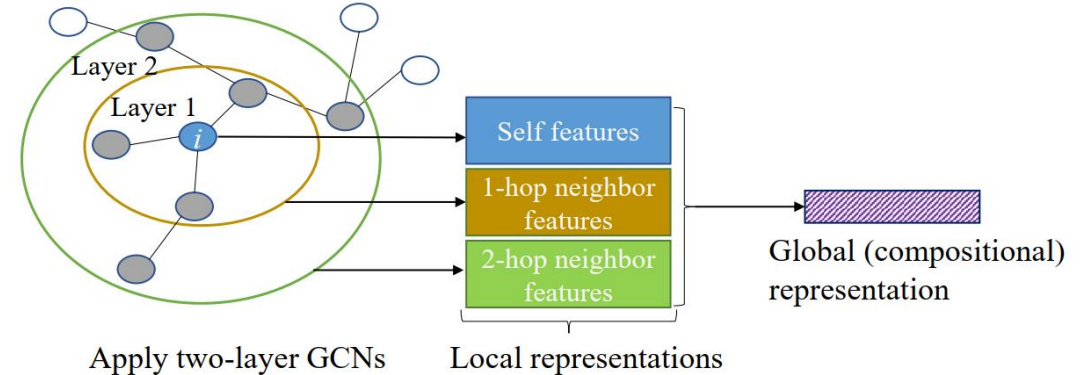 Layer 2
Layer 1
i
Self features
1-hop neighbor
features
2-hop neighbor
features
Global (compositional)
representation
Apply two-layer GCNs
Local representations